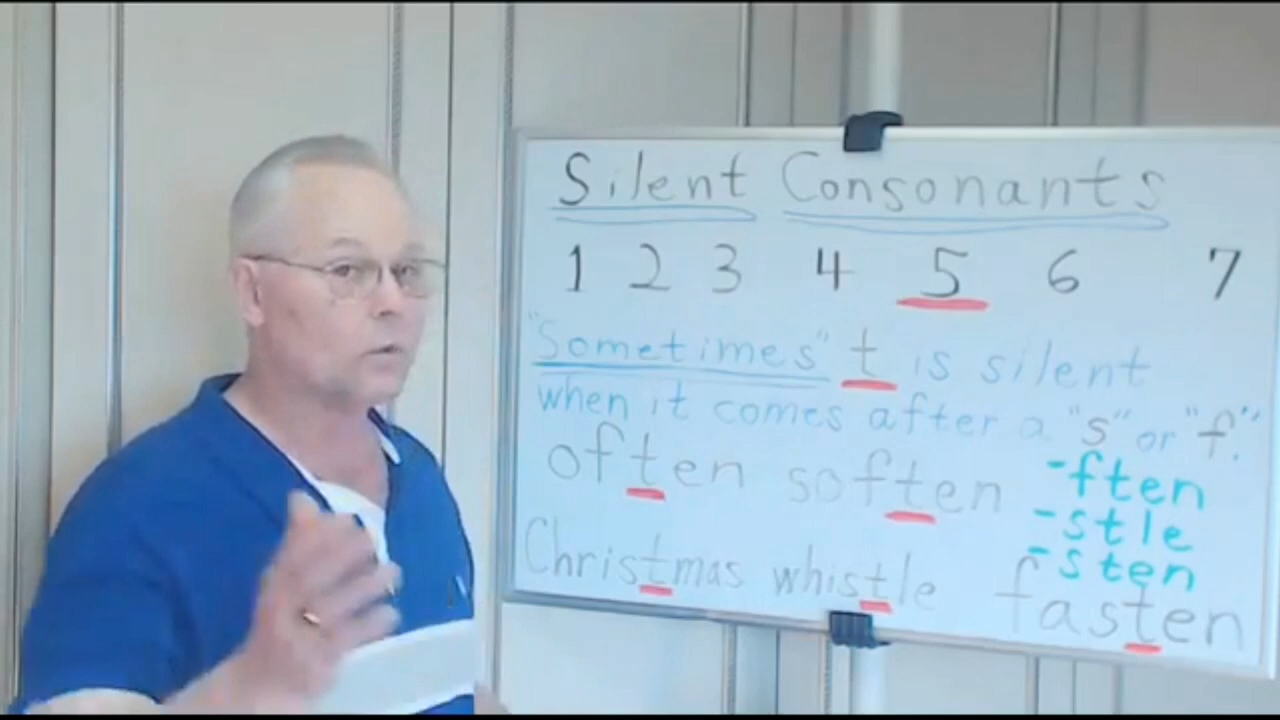 Silent Consonants
1 2 3 4 5 6 7
"Sometimes" t is silent
when it comes after a "s" or "f".
often soften -ften
-stle
-sten
Christmas whistle fasten